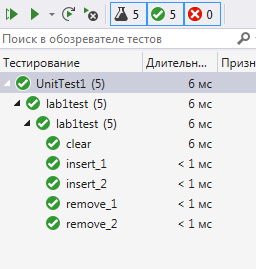 5 5 0
Поиск в обозревателе тестов
Тестирование Длительн... Призн
UnitTest1 (5) 6 мс
lab1test (5) 6 мс
lab1test (5) 6 мс
clear 6 мс
insert_1 < 1 мс
insert_2 < 1 мс
remove_1 < 1 мс
remove_2 < 1 мс